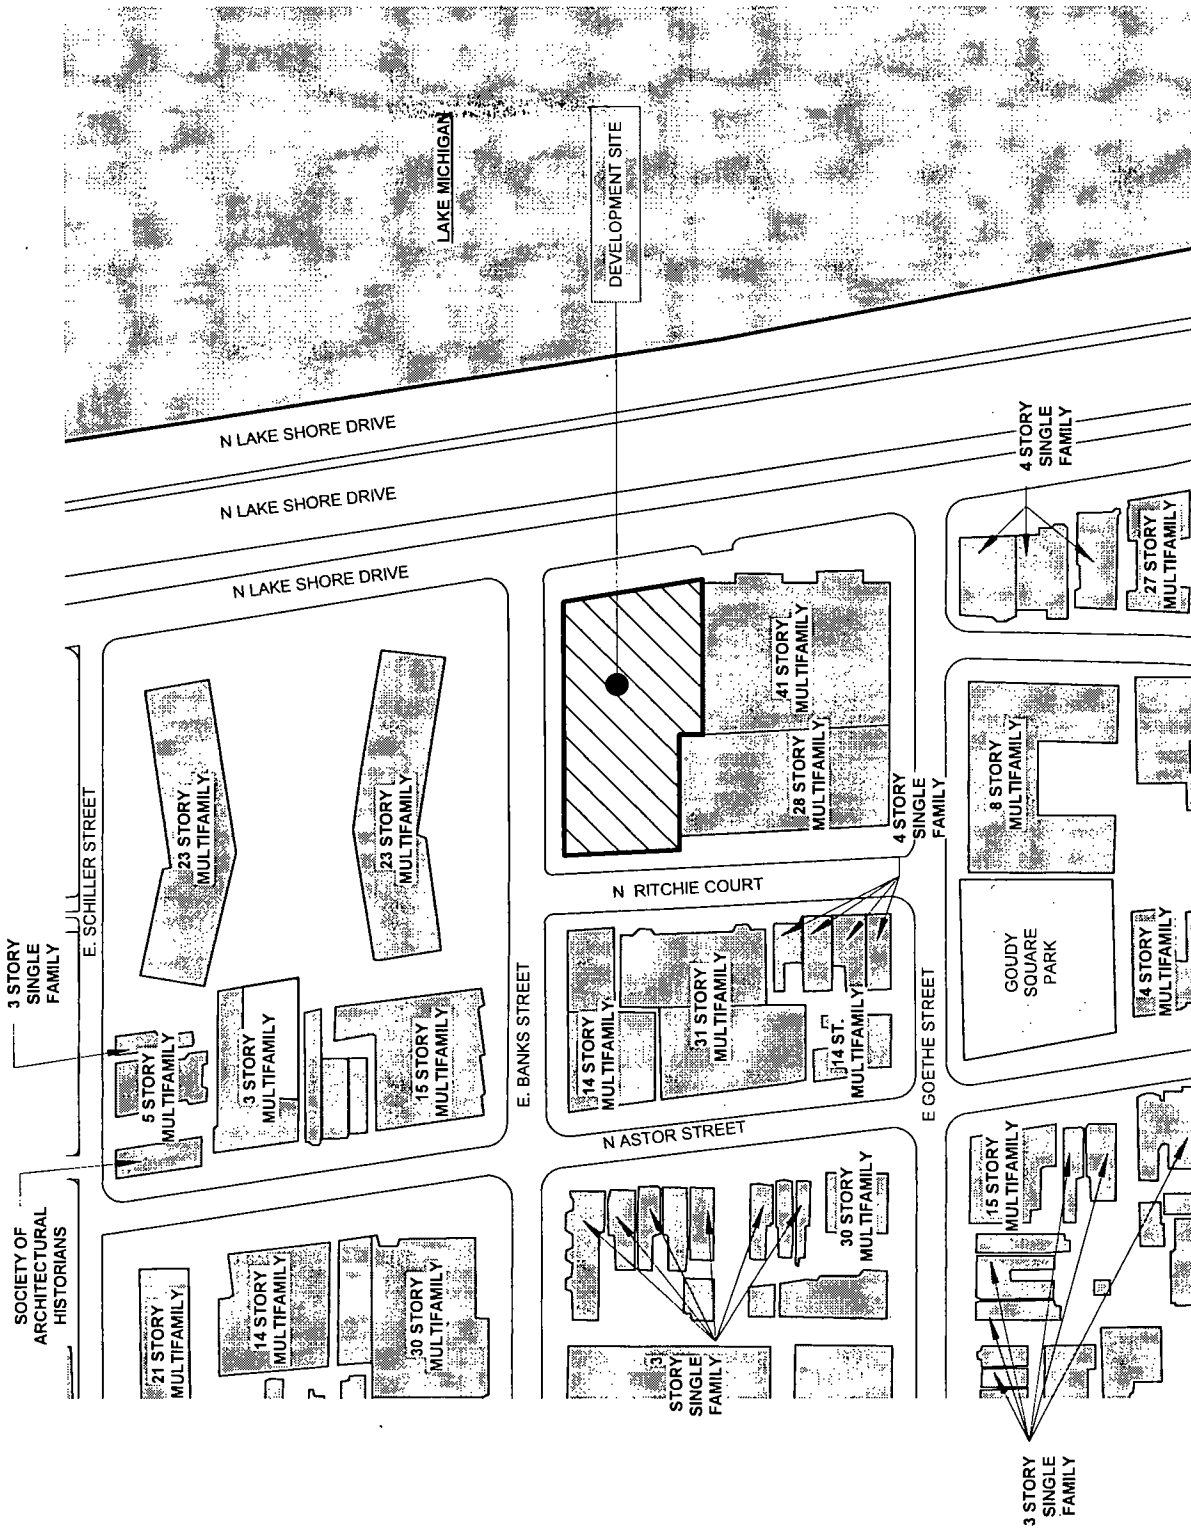 SOCIETY OF
ARCHITECTURAL
HISTORIANS
3 STORY
SINGLE
FAMILY
E. SCHILLER STREET
21 STORY
MULTIFAMILY
14 STORY
MULTIFAMILY
30 STORY
MULTIFAMILY
5 STORY
MULTIFAMILY
3 STORY
MULTIFAMILY
15 STORY
MULTIFAMILY
23 STORY
MULTIFAMILY
23 STORY
MULTIFAMILY
N LAKE SHORE DRIVE
N LAKE SHORE DRIVE
N LAKE SHORE DRIVE
LAKE MICHIGAN
DEVELOPMENT SITE
E. BANKS STREET
3
STORY
SINGLE
FAMILY
30 STORY
MULTIFAMILY
N ASTOR STREET
14 STORY
MULTIFAMILY
31 STORY
MULTIFAMILY
14 ST.
MULTIFAMILY
N RITCHIE COURT
4 STORY
SINGLE
FAMILY
28 STORY
MULTIFAMILY
41 STORY
MULTIFAMILY
E GOETHE STREET
3 STORY
SINGLE
FAMILY
15 STORY
MULTIFAMILY
GOUDY
SQUARE
PARK
4 STORY
MULTIFAMILY
8 STORY
MULTIFAMILY
4 STORY
SINGLE
FAMILY
27 STORY
MULTIFAMILY